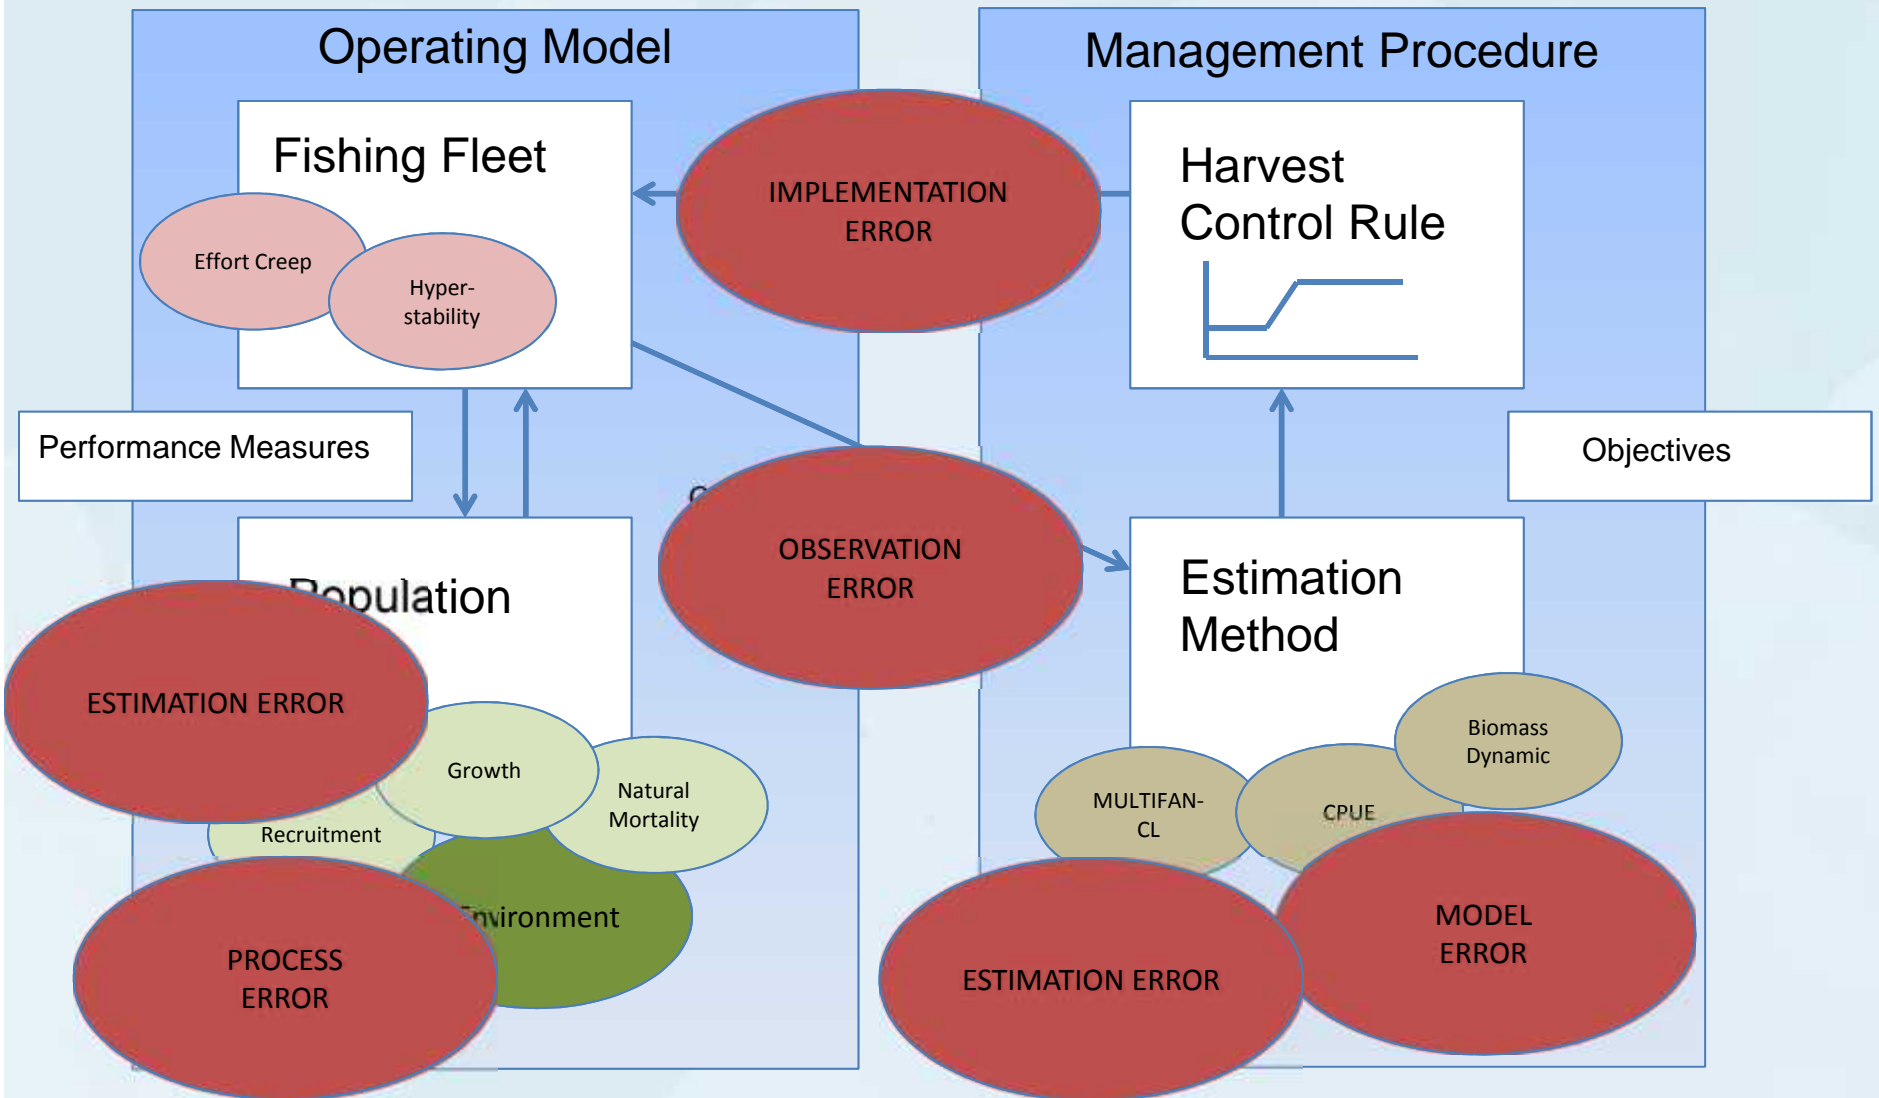 Operating Model
Management Procedure
Fishing Fleet
Effort Creep
Hyper-
stability
IMPLEMENTATION
ERROR
Harvest
Control Rule
Performance Measures
Objectives
OBSERVATION
ERROR
Population
Estimation
Method
ESTIMATION ERROR
Growth
Natural
Mortality
Recruitment
Environment
PROCESS
ERROR
Biomass
Dynamic
MULTIFAN-
CL
CPUE
MODEL
ERROR
ESTIMATION ERROR